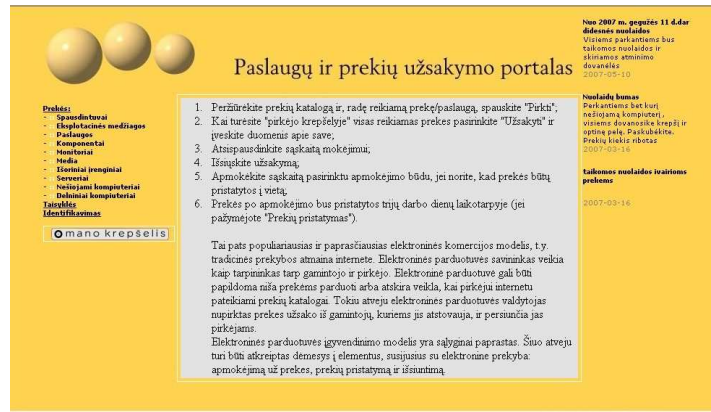 Paslaugų ir prekių užsakymo portalas
Prekės:
- Spausdintuvai
- Eksplotacinės medžiagos
- Paslaugos
- Komponentai
- Monitoriai
- Media
- Išoriniai įrenginiai
- Serveriai
- Nešiojami kompiuteriai
- Delniniai kompiuteriai
Taisyklės
Identifikavimas
mano krepšelis
1. Peržiūrėkite prekių katalogą ir, radę reikiamą prekę/paslaugą, spauskite "Pirkti";
2. Kai turėsite "pirkėjo krepšelyje" visas reikiamas prekes pasirinkite "Užsakyti" ir
įveskite duomenis apie save;
3. Atsispausdinkite sąskaitą mokėjimui;
4. Išsiųskite užsakymą;
5. Apmokėkite sąskaitą pasirinktu apmokėjimo būdu, jei norite, kad prekės būtų
pristatytos į vietą;
6. Prekės po apmokėjimo bus pristatytos trijų darbo dienų laikotarpyje (jei
pažymėjote "Prekių pristatymas").
Tai pats populiariausias ir paprasčiausias elektroninės komercijos modelis, t.y.
tradicinės prekybos atmaina internete. Elektroninės parduotuvės savininkas veikia
kaip tarpininkas tarp gamintojo ir pirkėjo. Elektroninė parduotuvė gali būti
papildoma niša prekėms parduoti arba atskira veikla, kai pirkėjui internetu
pateikiami prekių katalogai. Tokiu atveju elektroninės parduotuvės valdytojas
nupirktas prekes užsako iš gamintojų, kuriems jis atstovauja, ir persiunčia jas
pirkėjams.
Elektroninės parduotuvės įgyvendinimo modelis yra sąlyginai paprastas. Šiuo atveju
turi būti atkreiptas dėmesys į elementus, susijusius su elektronine prekyba:
apmokėjimą už prekes, prekių pristatymą ir išsiuntimą.
Nuo 2007 m. gegužės 11 d.dar
didesnės nuolaidos
Visiems parkantiems bus
taikomos nuolaidos ir
skiriamos atminimo
dovanėlės
2007-05-10
Nuolaidų bumas
Perkantiems bet kurį
nešiojamą kompiuterį ,
visiems dovanosike krepšį ir
optinę pelę. Paskubėkite.
Prekių kiekis ribotas
2007-03-16
taikomos nuolaidos ivairioms
prekems
2007-03-16